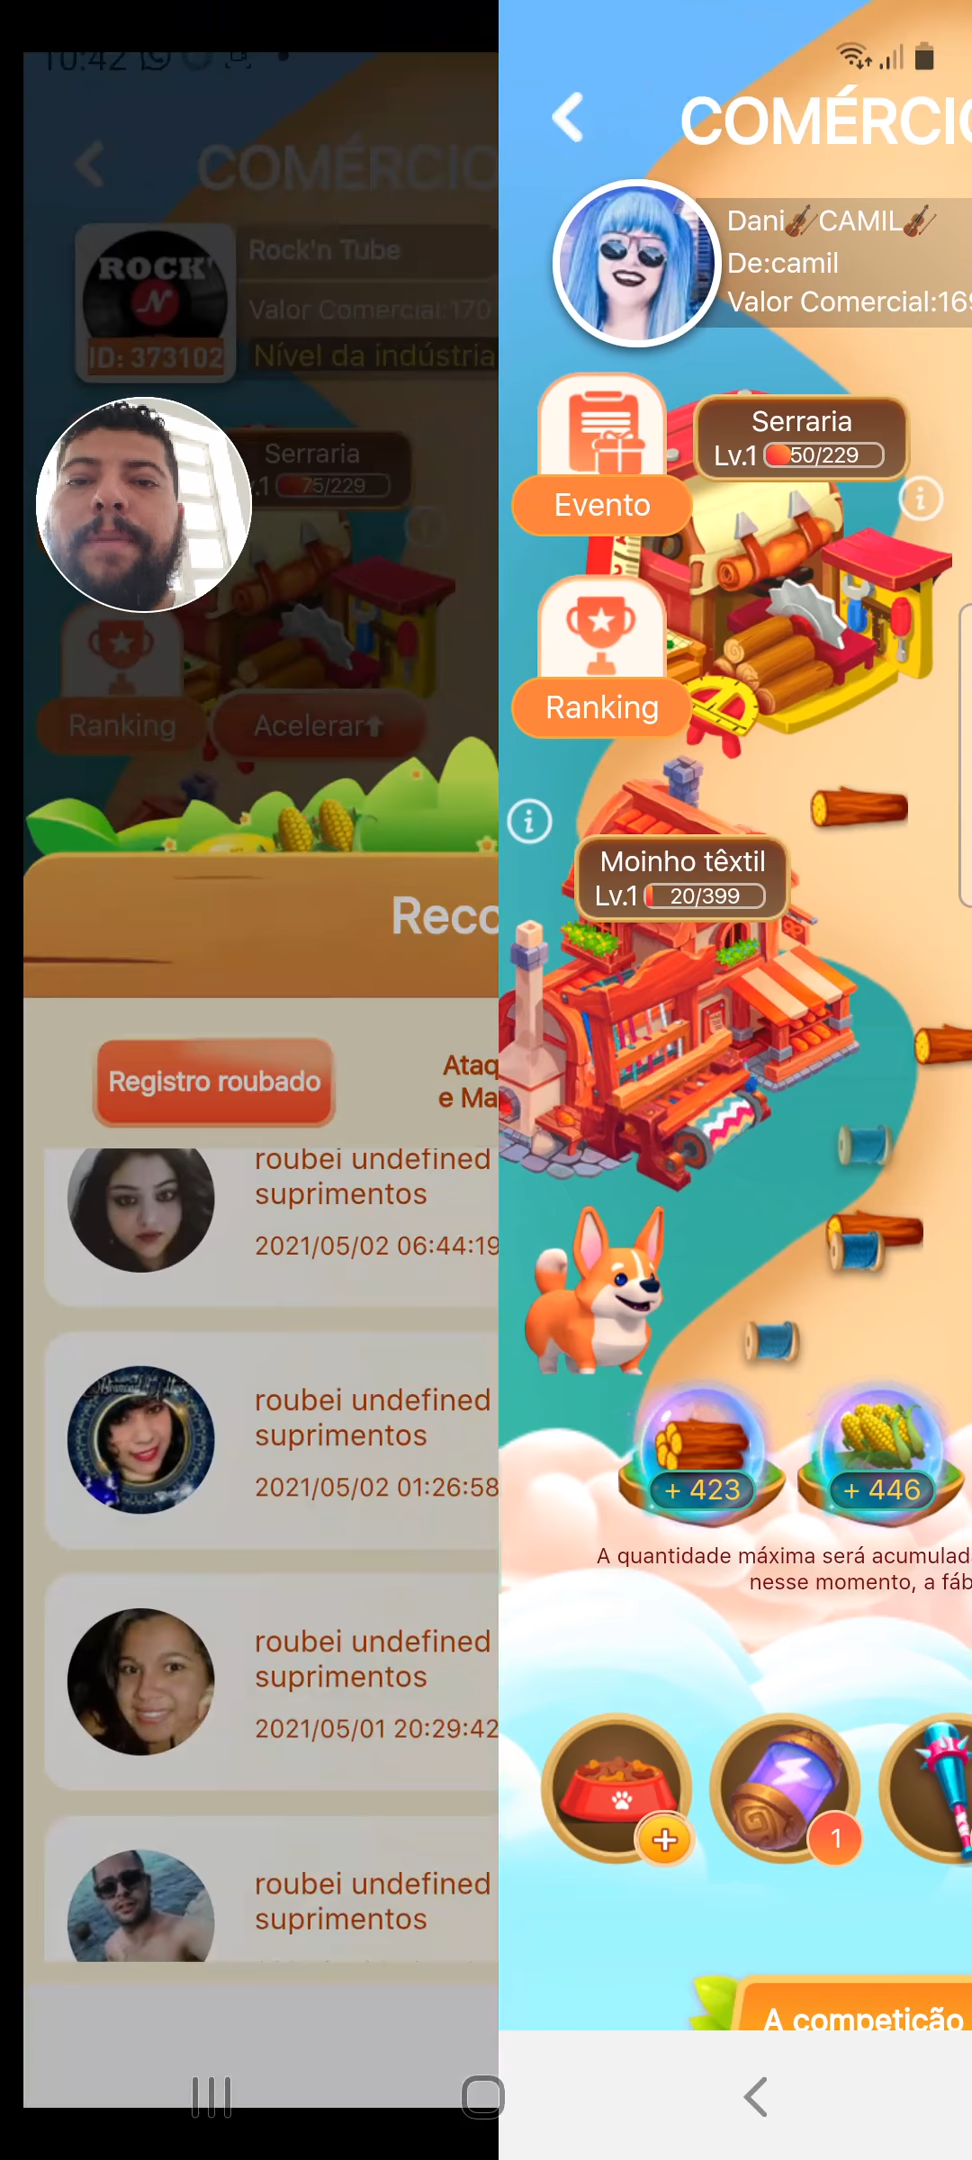 10:42
COMÉRCIO
ROCK'
N
ID: 373102
Rock'n Tube
Valor Comercial:170
Nível da indústria
Serraria
.1 75/229
Ranking
Acelerar
Reco
Registro roubado
Ataq
e Ma
roubei undefined
suprimentos
2021/05/02 06:44:19
roubei undefined
suprimentos
2021/05/02 01:26:58
roubei undefined
suprimentos
2021/05/01 20:29:42
roubei undefined
suprimentos
COMÉRCIO
Dani🎻CAMIL🎻
De:camil
Valor Comercial:169
Evento
Serraria
Lv.1 50/229
Ranking
Moinho têxtil
Lv.1 20/399
+ 423
+ 446
A quantidade máxima será acumulad
nesse momento, a fáb
1
A competição